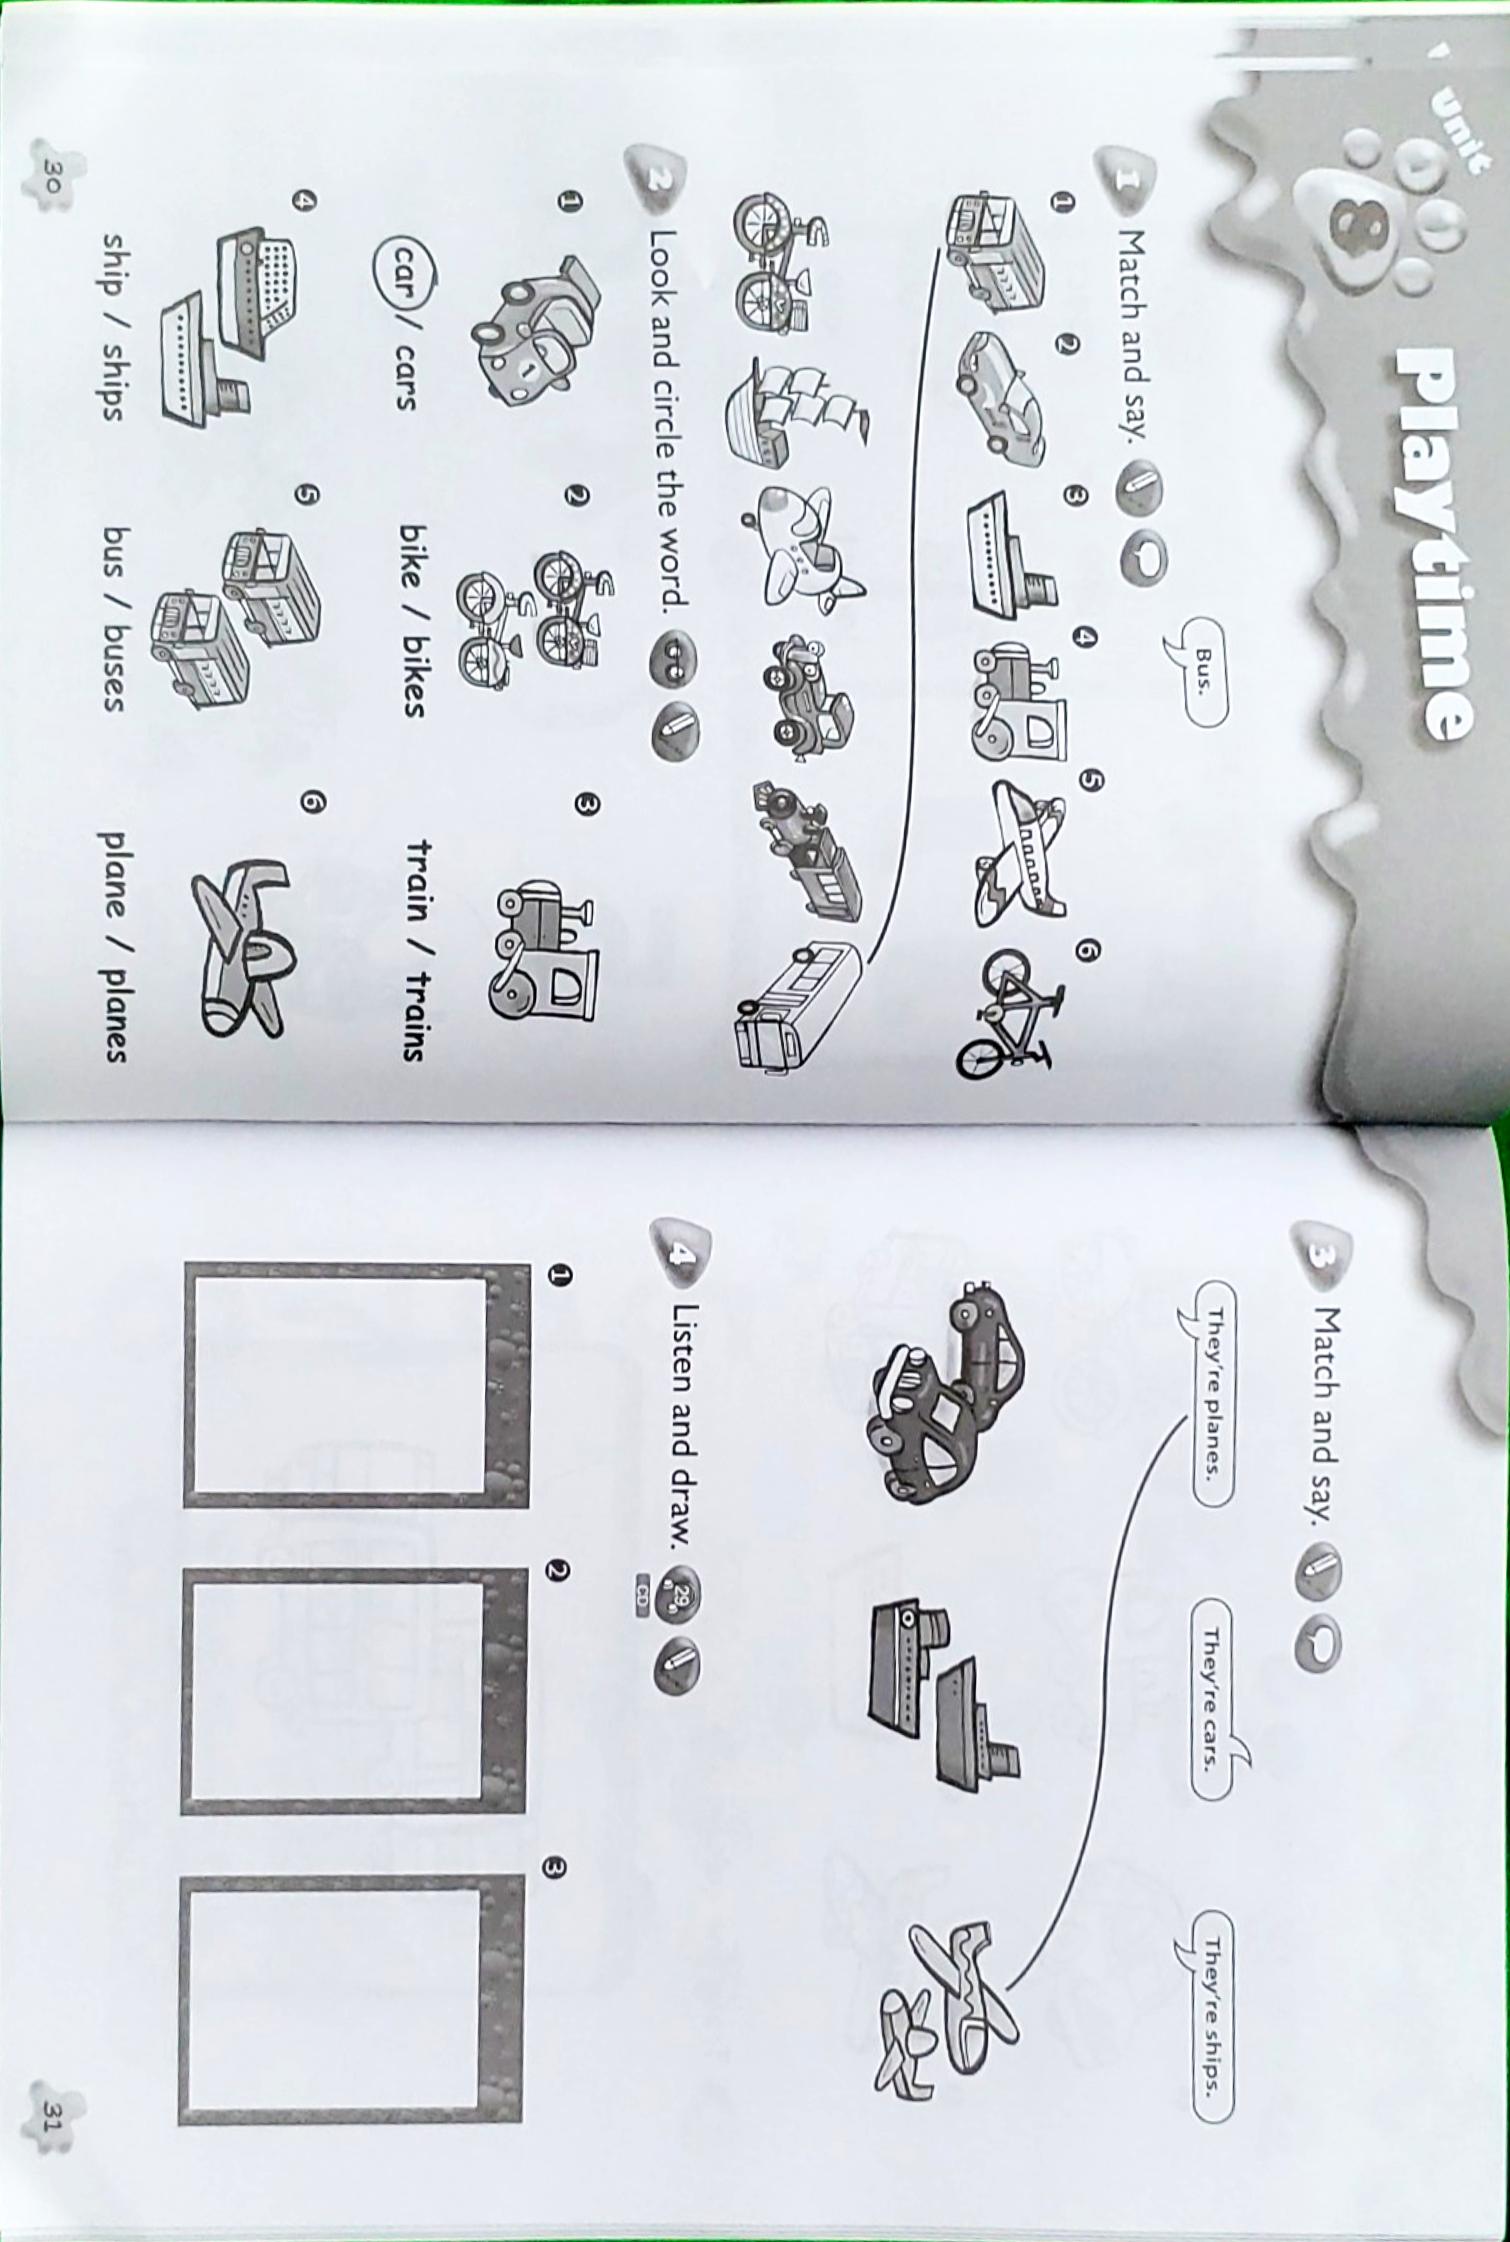 Unit
8
Playtime
Bus.
1 Match and say.
1 2 3 4 5 6
2 Look and circle the word.
1 2 3
1
car / cars bike / bikes train / trains
4 5 6
ship / ships bus / buses plane / planes
30
3 Match and say.
They're planes. They're cars. They're ships.
4 Listen and draw. 29
CD
1 2 3
31